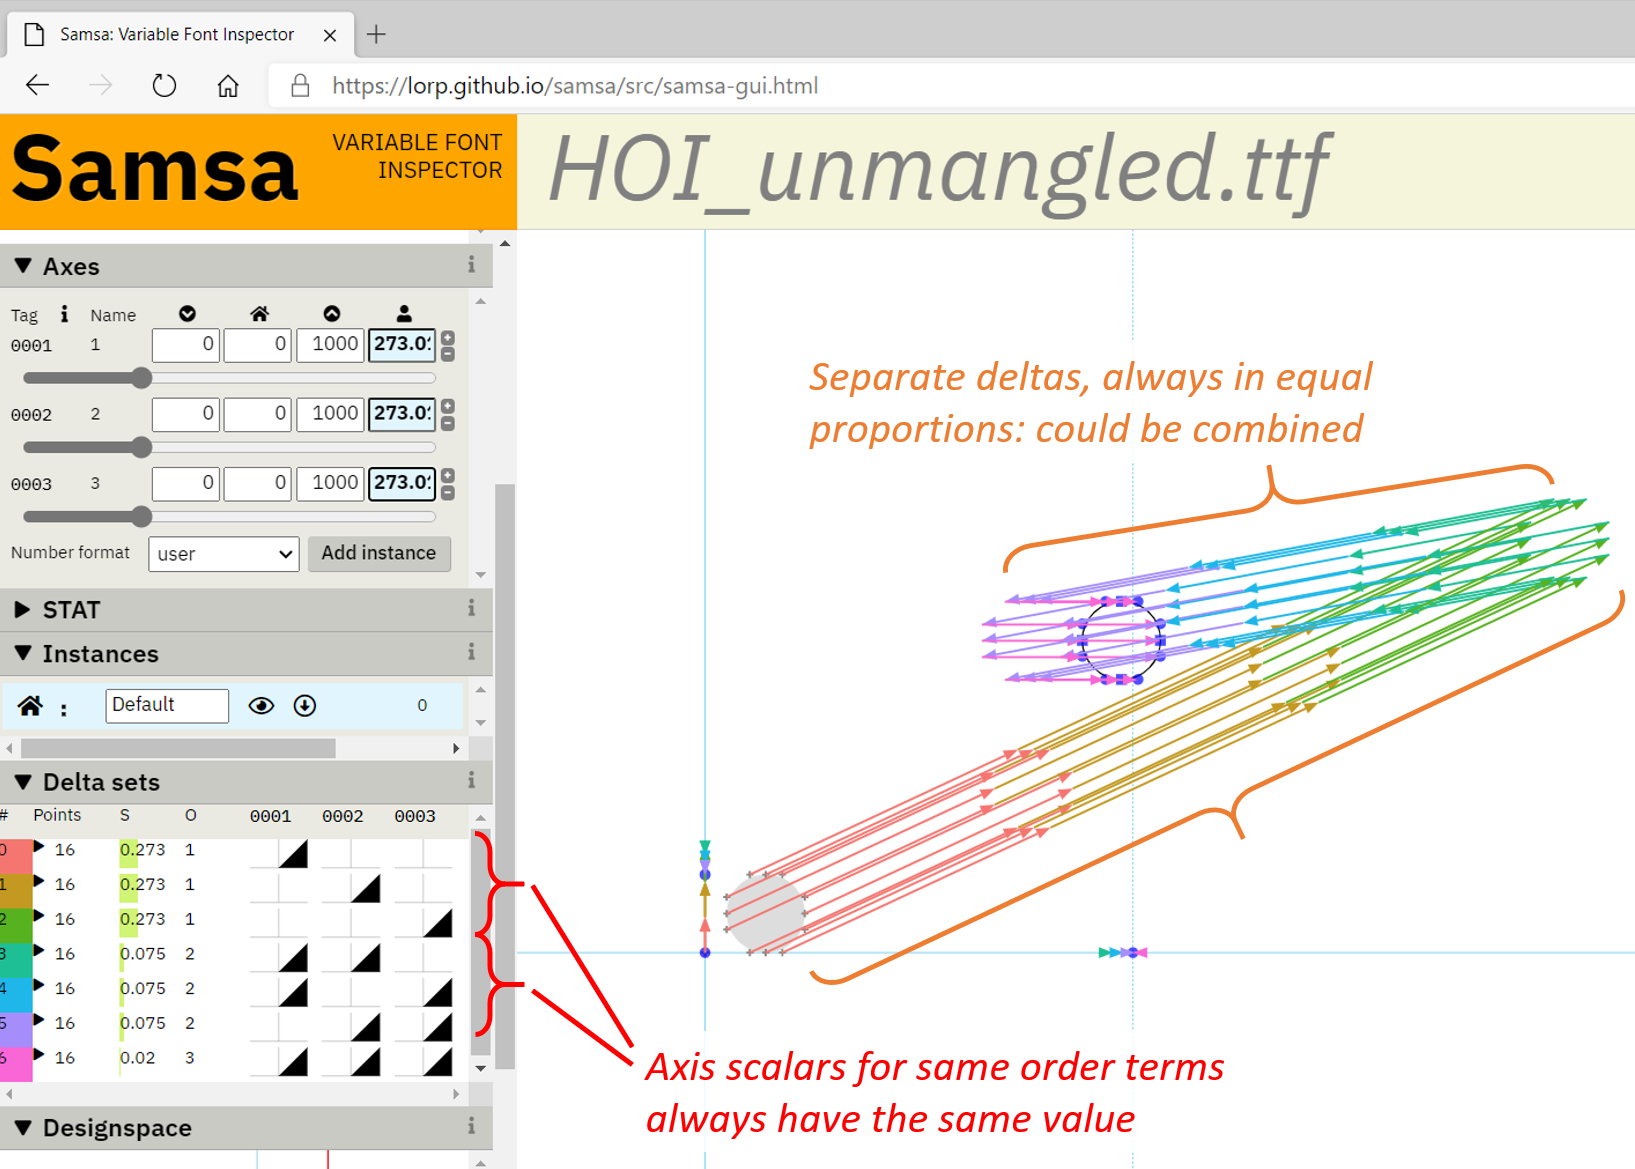 Samsa: Variable Font Inspector
https://lorp.github.io/samsa/src/samsa-gui.html
Samsa
VARIABLE FONT
INSPECTOR
HOI_unmangled.ttf
Axes
Tag Name
0001 1 0 0 1000 273.0
0002 2 0 0 1000 273.0
0003 3 0 0 1000 273.0
Number format user Add instance
STAT
Instances
: Default 0
Delta sets
# Points S O 0001 0002 0003
0 16 0.273 1
1 16 0.273 1
2 16 0.273 1
3 16 0.075 2
4 16 0.075 2
5 16 0.075 2
6 16 0.02 3
Designspace
Separate deltas, always in equal
proportions: could be combined
Axis scalars for same order terms
always have the same value